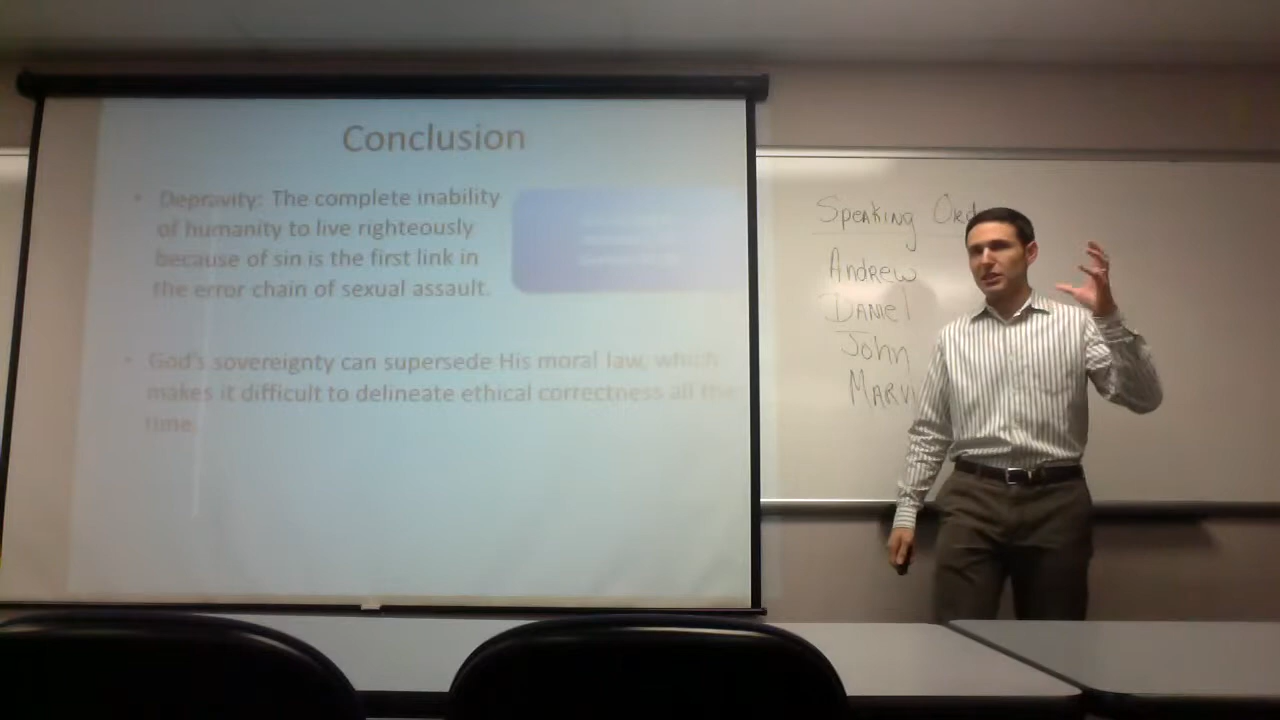 Conclusion
• Depravity: The complete inability
of humanity to live righteously
because of sin is the first link in
the error chain of sexual assault.
• God's sovereignty can supersede His moral law, which
makes it difficult to delineate ethical correctness all the
time.
Speaking Ord
Andrew
Daniel
John
Marv